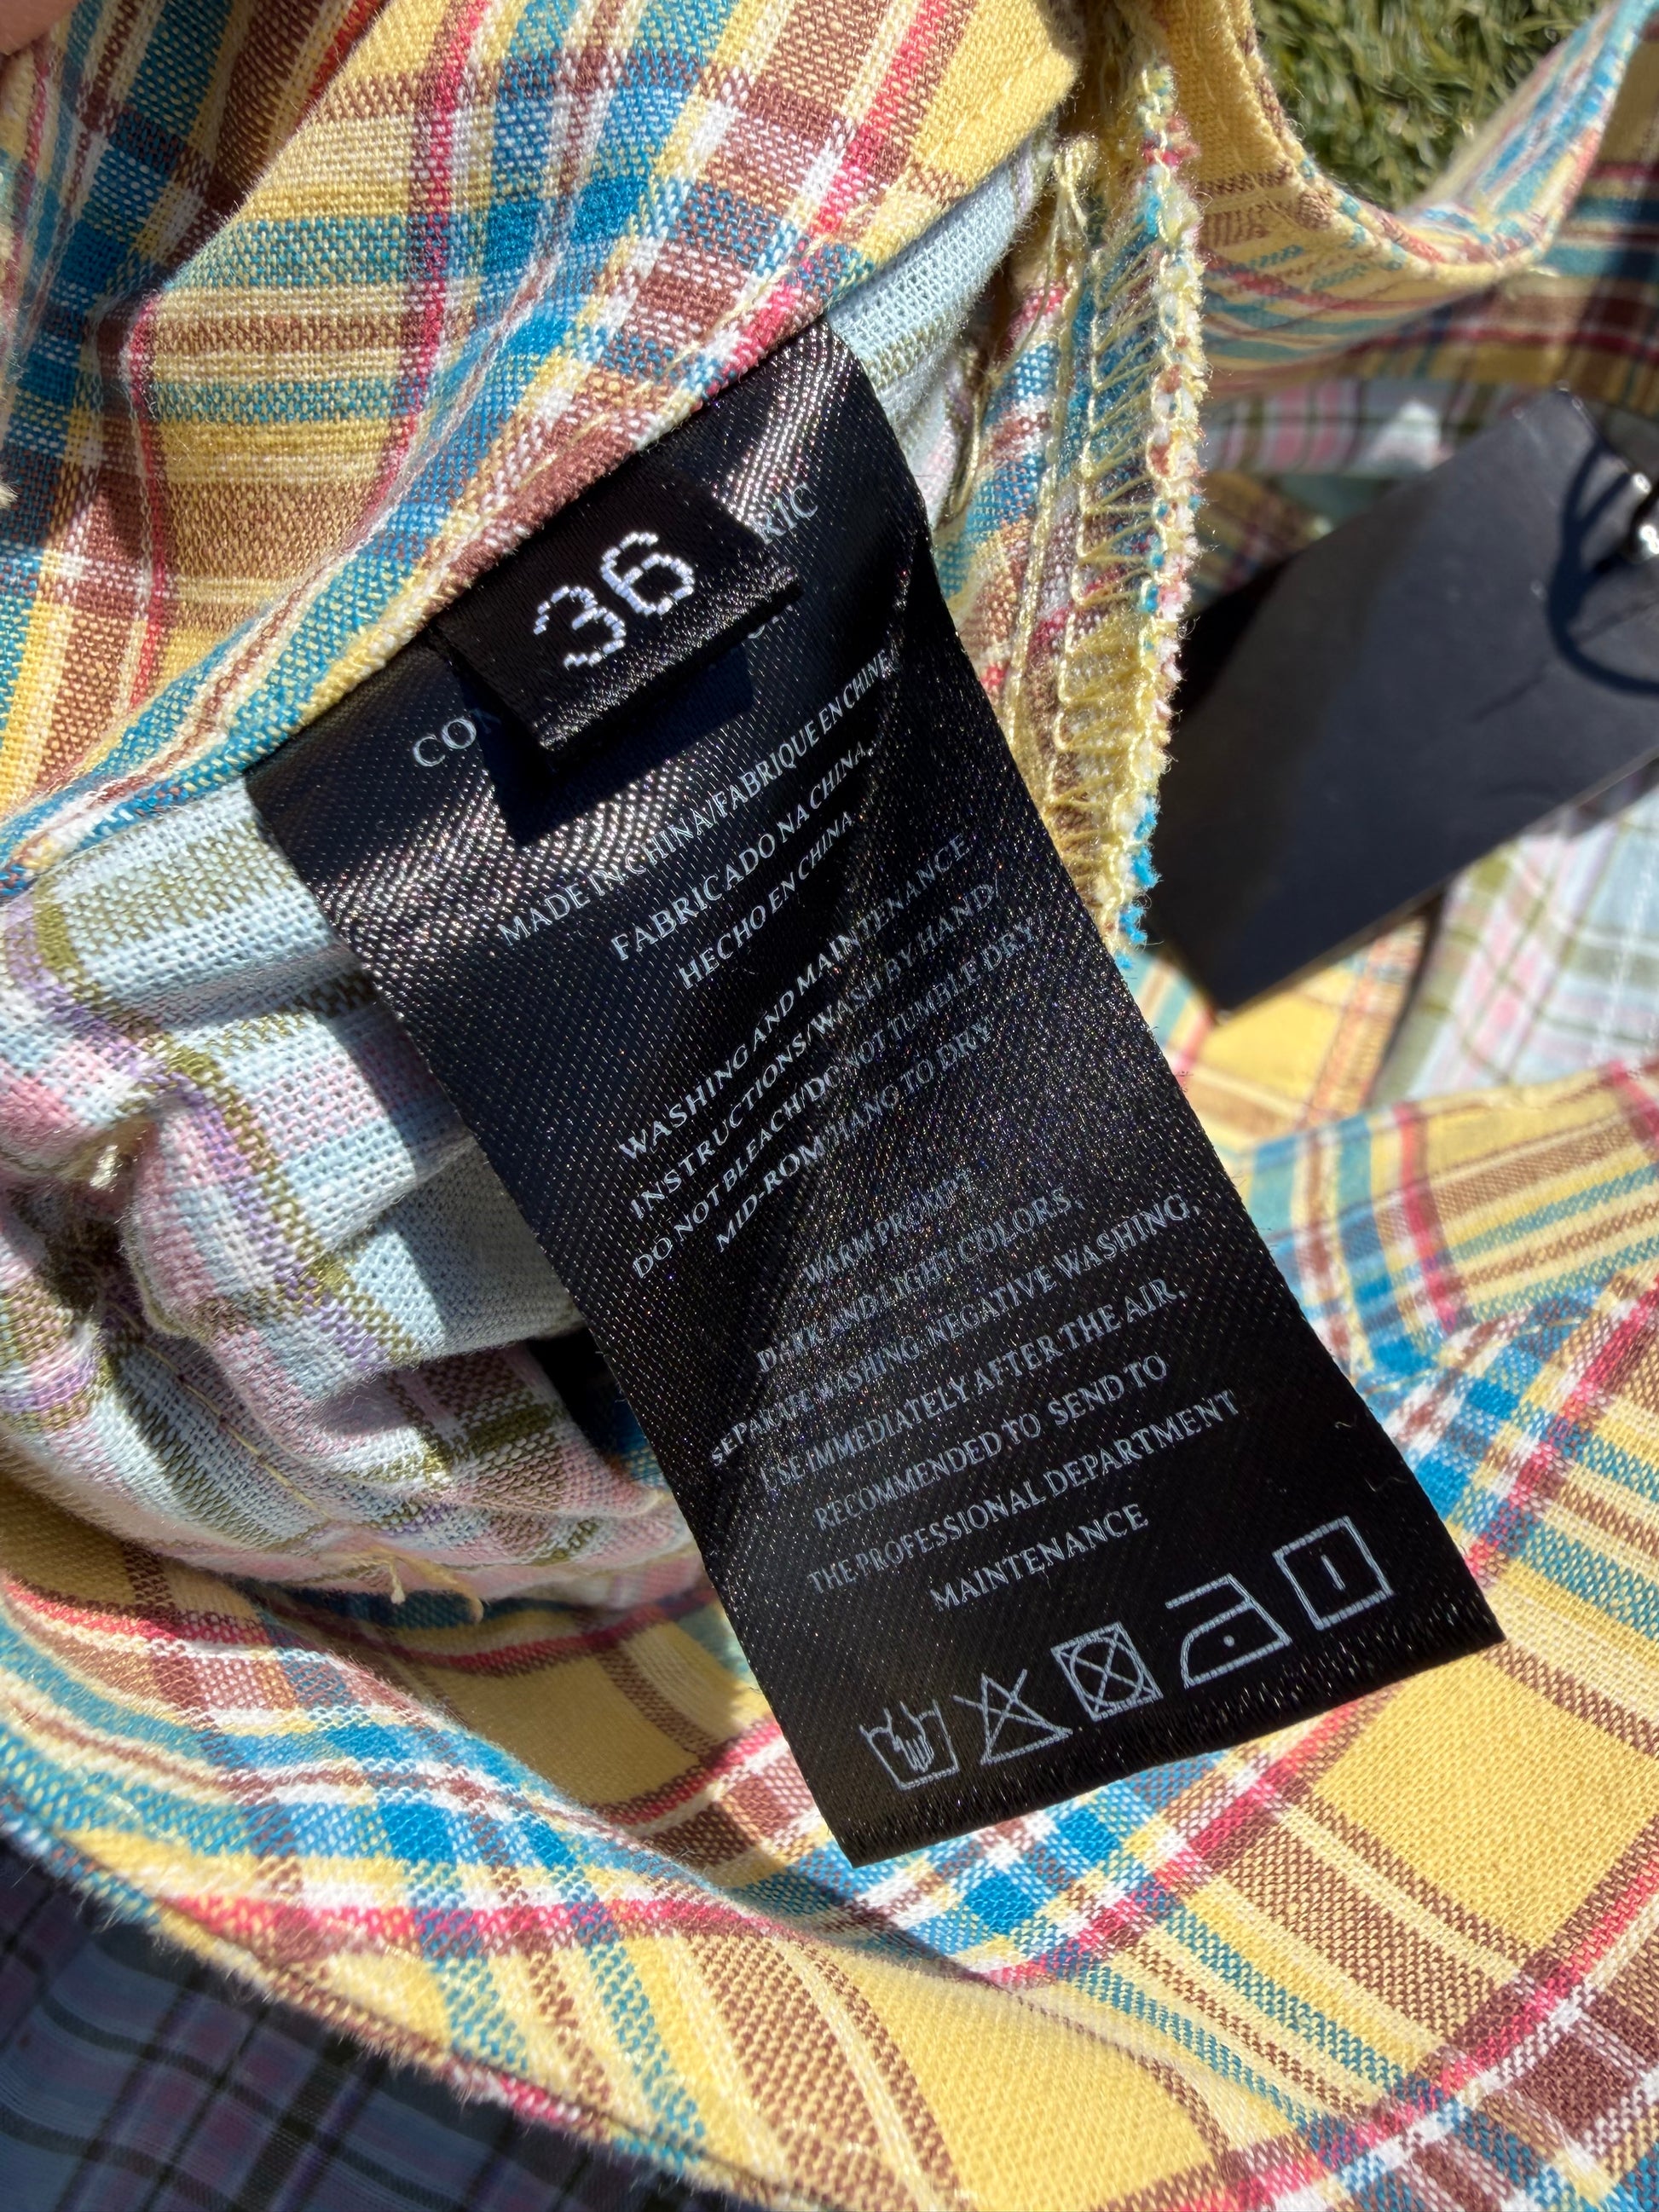 36
MADE IN CHINA/FABRIQUE EN CHINE
FABRICADO NA CHINA,
HECHO EN CHINA.
WASHING AND MAINTENANCE
INSTRUCTIONS/WASH BY HAND/
DO NOT BLEACH/DO NOT TUMBLE DRY/
MID-ROM/HANG TO DRY
WARM PROMPT
DARK AND LIGHT COLORS,
SEPARATE WASHING. NEGATIVE WASHING,
USE IMMEDIATELY AFTER THE AIR,
RECOMMENDED TO SEND TO
THE PROFESSIONAL DEPARTMENT
MAINTENANCE